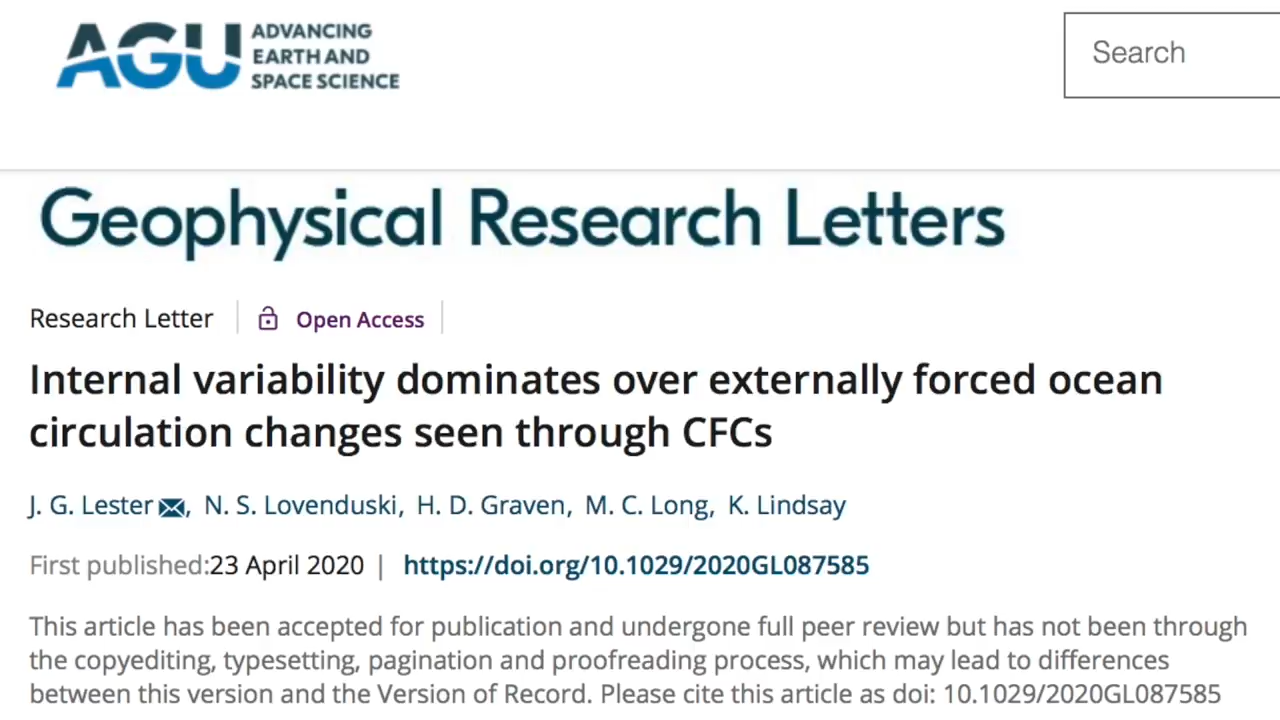 AGU ADVANCING
EARTH AND
SPACE SCIENCE
Search
Geophysical Research Letters
Research Letter
Open Access
Internal variability dominates over externally forced ocean
circulation changes seen through CFCs
J. G. Lester, N. S. Lovenduski, H. D. Graven, M. C. Long, K. Lindsay
First published:23 April 2020 | https://doi.org/10.1029/2020GL087585
This article has been accepted for publication and undergone full peer review but has not been through
the copyediting, typesetting, pagination and proofreading process, which may lead to differences
between this version and the Version of Record. Please cite this article as doi: 10.1029/2020GL087585